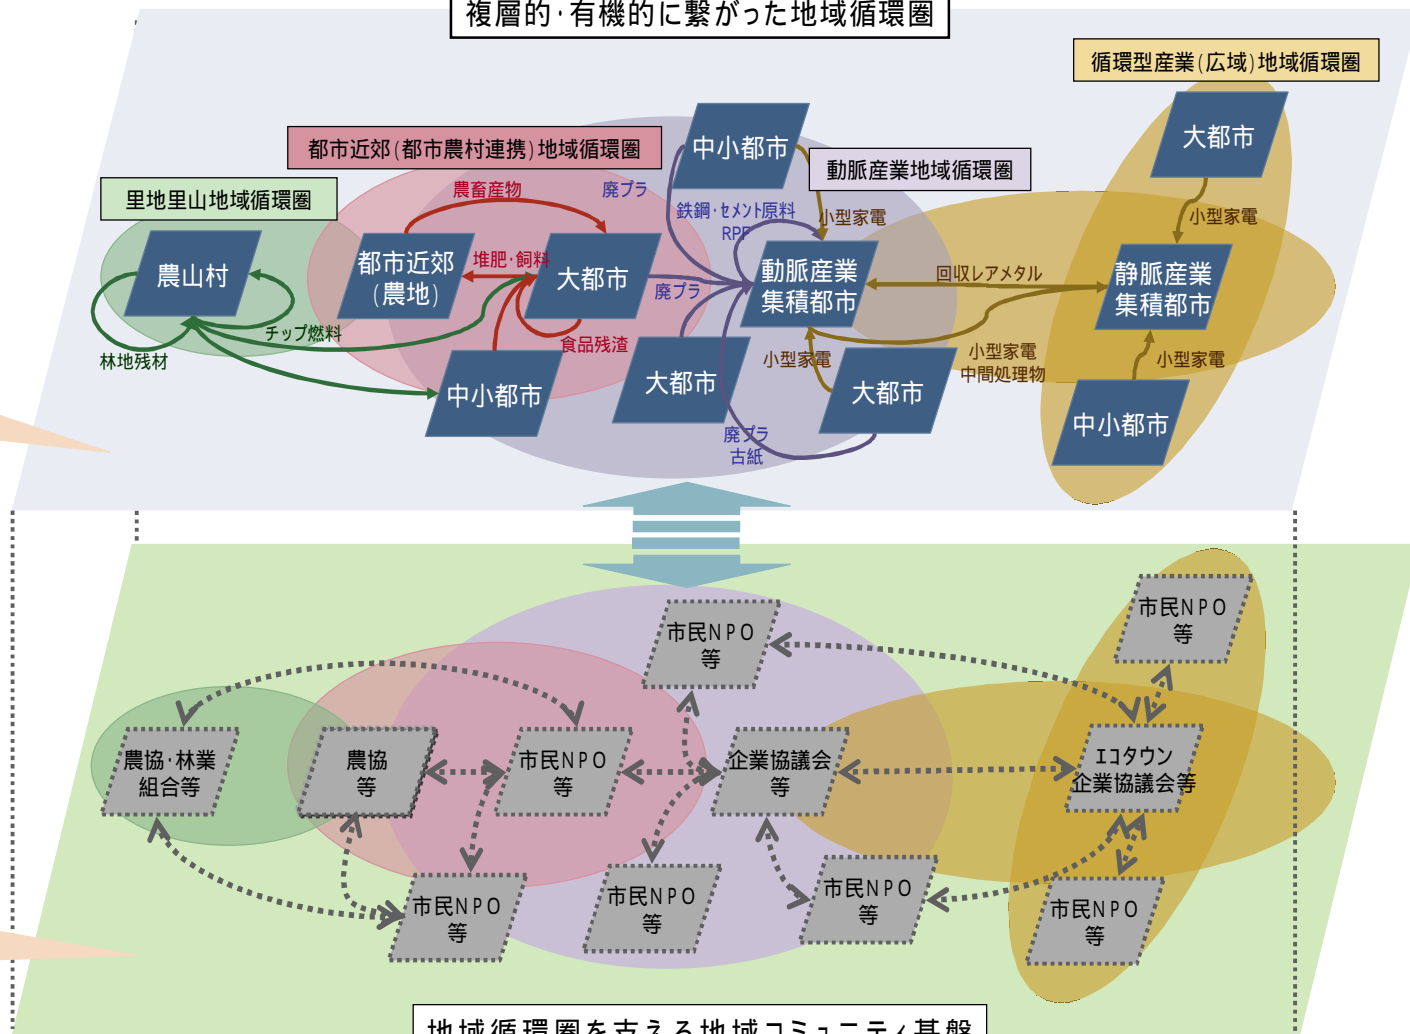 複層的・有機的に繋がった地域循環圏
循環型産業(広域)地域循環圏
都市近郊(都市農村連携)地域循環圏
動脈産業地域循環圏
里地里山地域循環圏
中小都市
大都市
農畜産物
廃プラ
鉄鋼・セメント原料
RPF
小型家電
小型家電
農山村
都市近郊
(農地)
堆肥・飼料
大都市
廃プラ
動脈産業
集積都市
回収レアメタル
静脈産業
集積都市
チップ燃料
林地残材
食品残渣
中小都市
大都市
小型家電
大都市
小型家電
中間処理物
小型家電
中小都市
廃プラ
古紙
市民NPO
等
市民NPO
等
農協・林業
組合等
農協
等
市民NPO
等
企業協議会
等
エコタウン
企業協議会等
市民NPO
等
市民NPO
等
市民NPO
等
市民NPO
等
地域循環圏を支える地域コミュニティ基盤